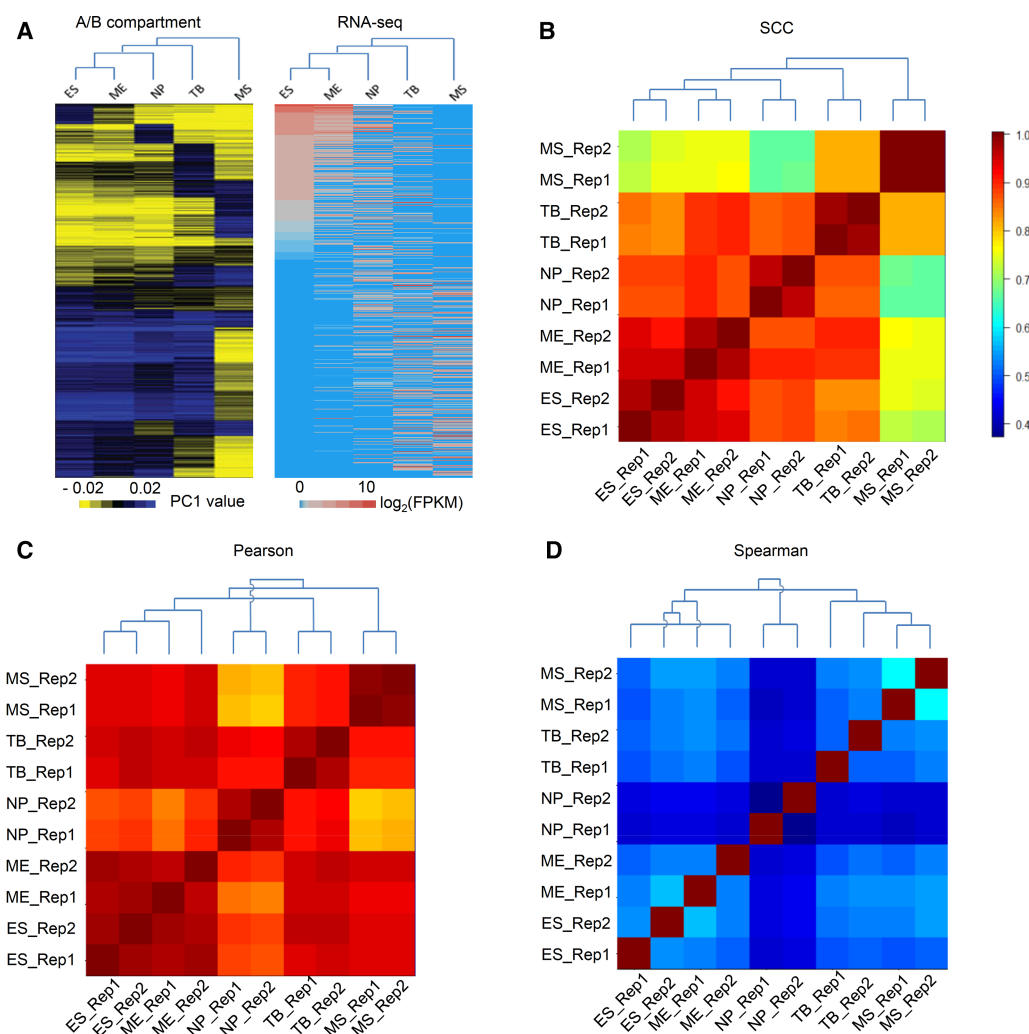 A
A/B compartment
RNA-seq
ES ME NP TB MS
ES ME NP TB MS
- 0.02 0.02 PC1 value
0 10
log2(FPKM)
B
SCC
MS_Rep2
MS_Rep1
TB_Rep2
TB_Rep1
NP_Rep2
NP_Rep1
ME_Rep2
ME_Rep1
ES_Rep2
ES_Rep1
ES_Rep1 ES_Rep2 ME_Rep1 ME_Rep2 NP_Rep1 NP_Rep2 TB_Rep1 TB_Rep2 MS_Rep1 MS_Rep2
1.0
0.9
0.8
0.7
0.6
0.5
0.4
C
Pearson
MS_Rep2
MS_Rep1
TB_Rep2
TB_Rep1
NP_Rep2
NP_Rep1
ME_Rep2
ME_Rep1
ES_Rep2
ES_Rep1
ES_Rep1 ES_Rep2 ME_Rep1 ME_Rep2 NP_Rep1 NP_Rep2 TB_Rep1 TB_Rep2 MS_Rep1 MS_Rep2
D
Spearman
MS_Rep2
MS_Rep1
TB_Rep2
TB_Rep1
NP_Rep2
NP_Rep1
ME_Rep2
ME_Rep1
ES_Rep2
ES_Rep1
ES_Rep1 ES_Rep2 ME_Rep1 ME_Rep2 NP_Rep1 NP_Rep2 TB_Rep1 TB_Rep2 MS_Rep1 MS_Rep2